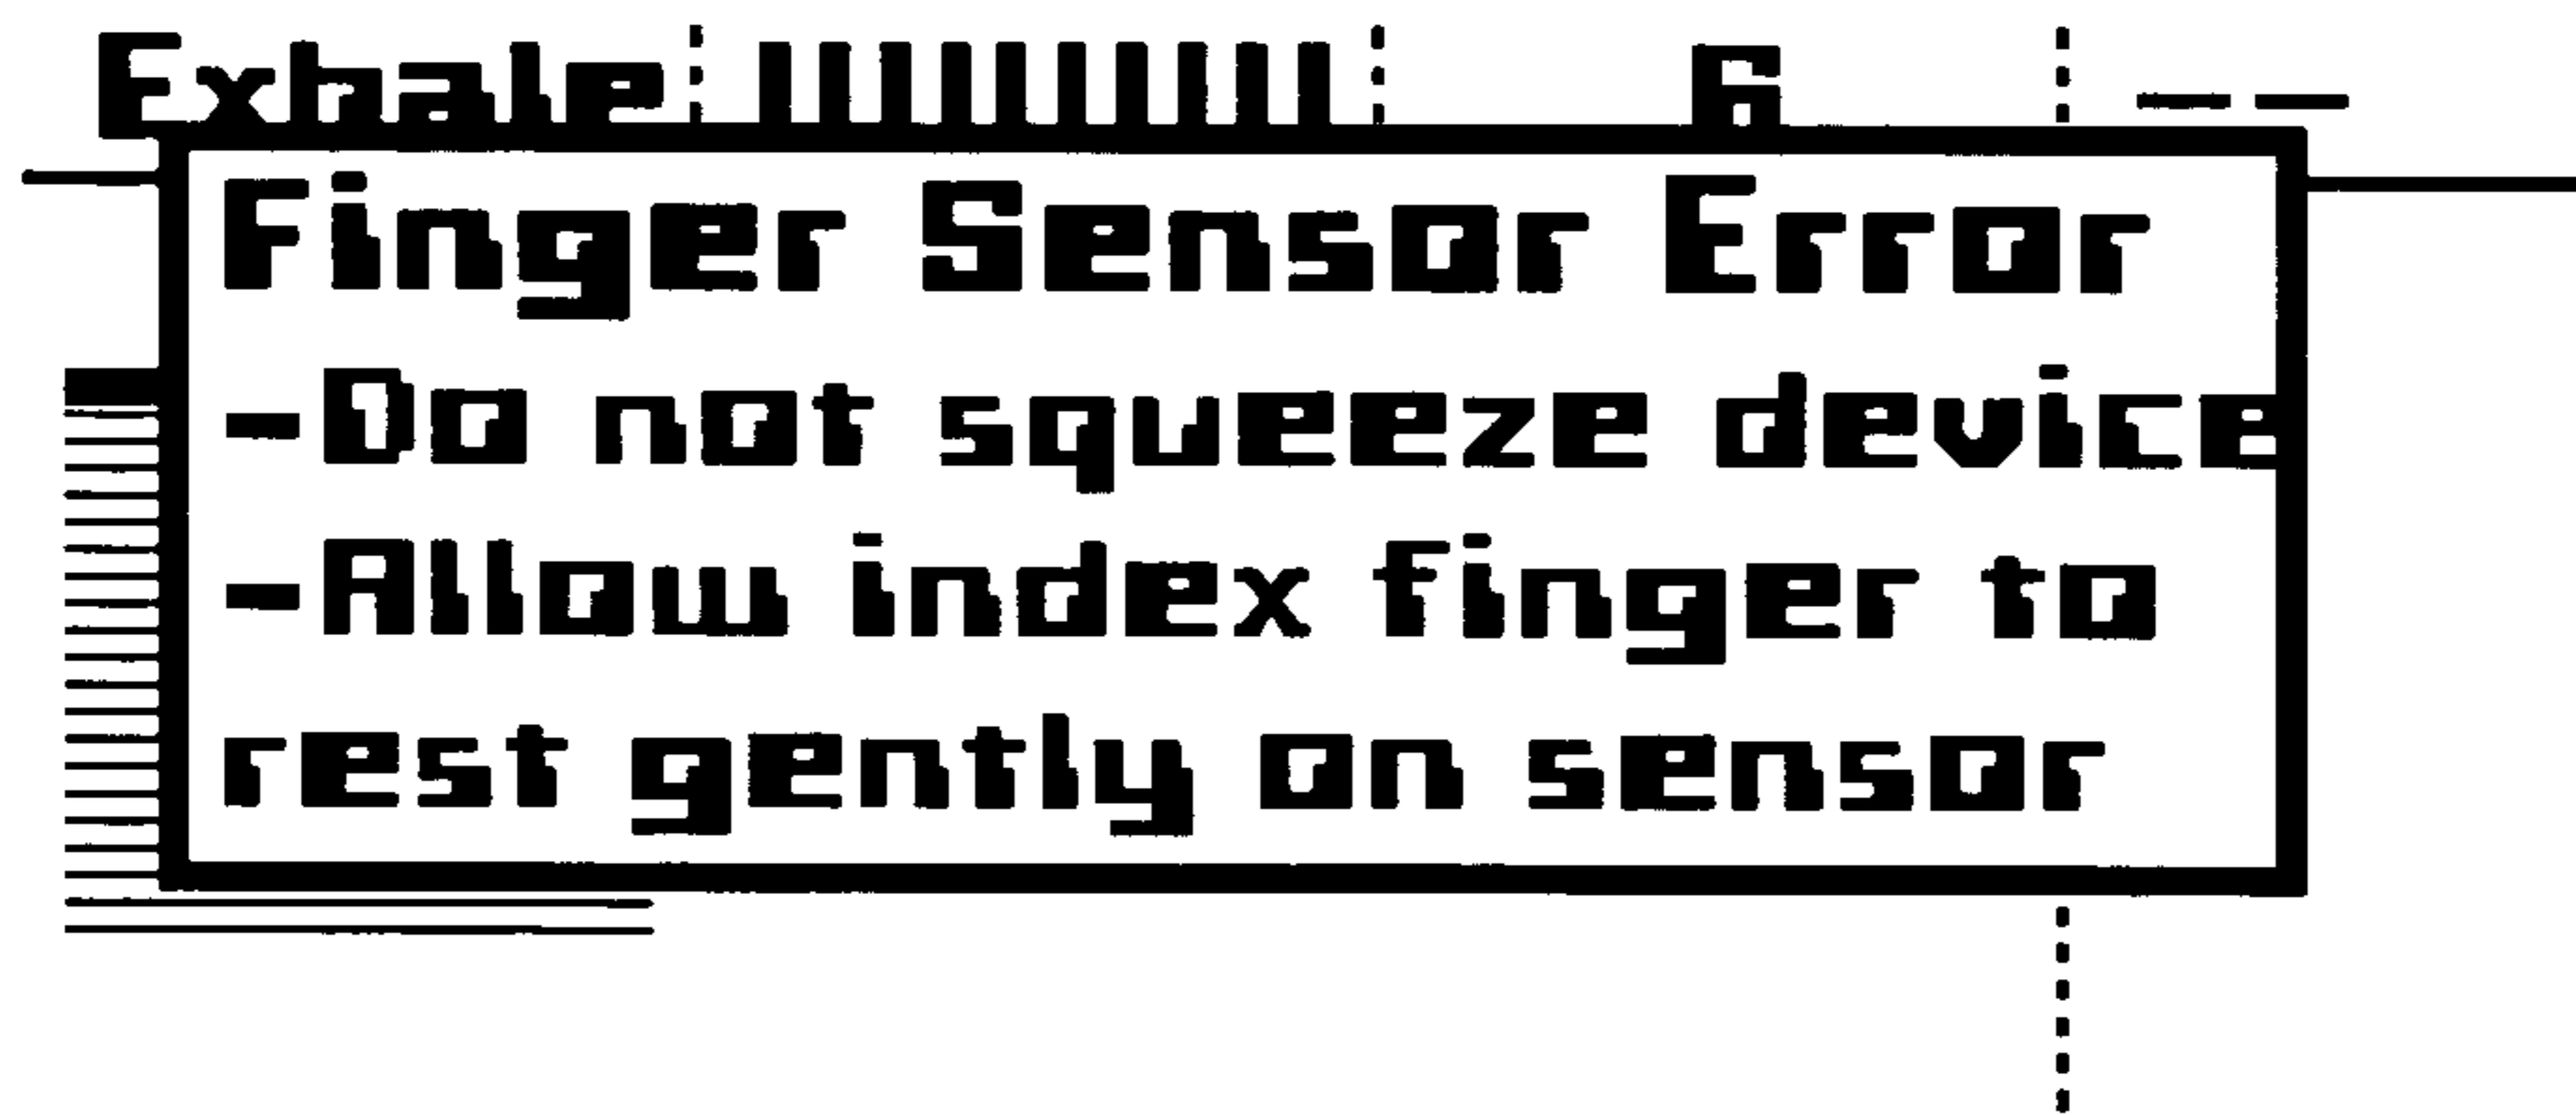 Exhale 6 --
Finger Sensor Error
-Do not squeeze device
-Allow index finger to
rest gently on sensor